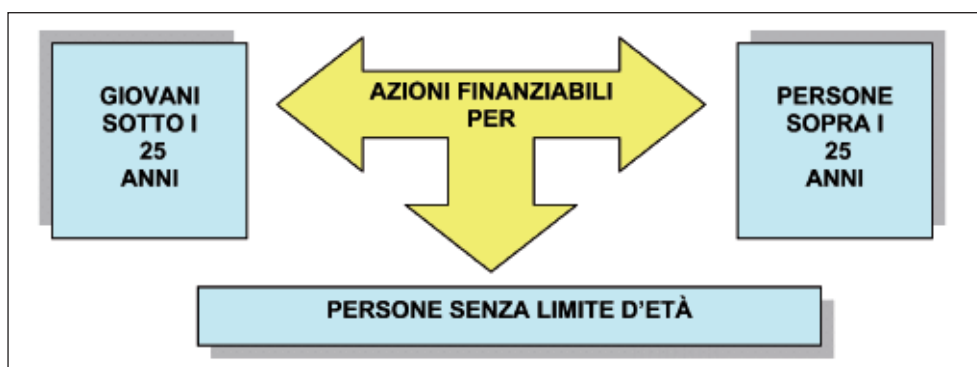 GIOVANI
SOTTO I
25
ANNI
AZIONI FINANZIABILI
PER
PERSONE
SOPRA I
25
ANNI
PERSONE SENZA LIMITE D'ETÀ